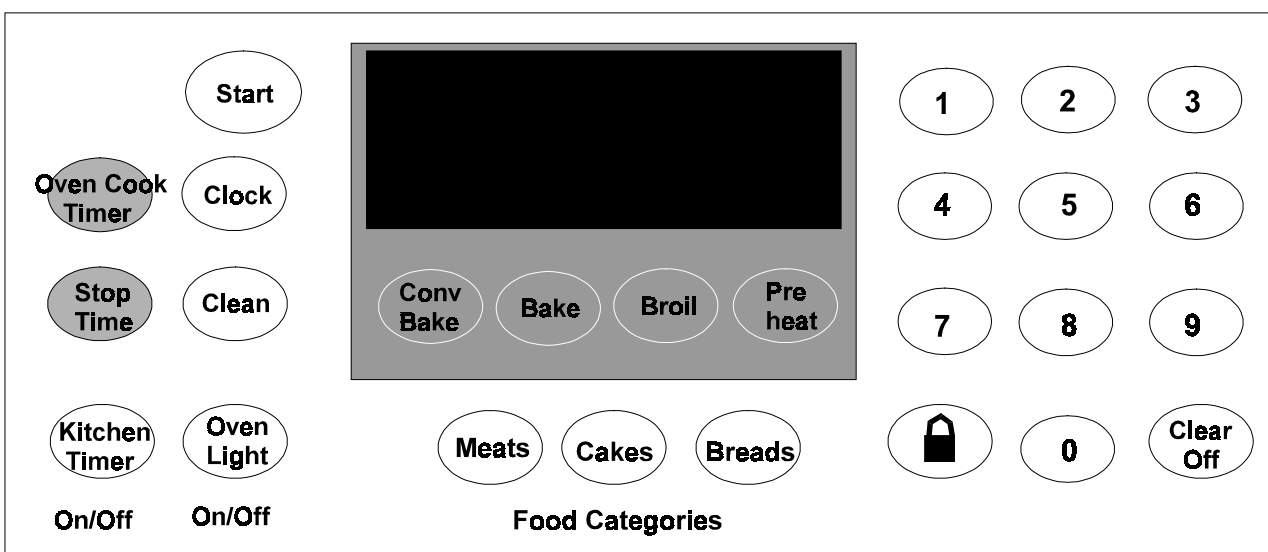 Start
Oven Cook
Timer
Clock
Stop
Time
Clean
Kitchen
Timer
Oven
Light
On/Off
On/Off
Conv
Bake
Bake
Broil
Pre
heat
Meats
Cakes
Breads
Food Categories
1
2
3
4
5
6
7
8
9
0
Clear
Off